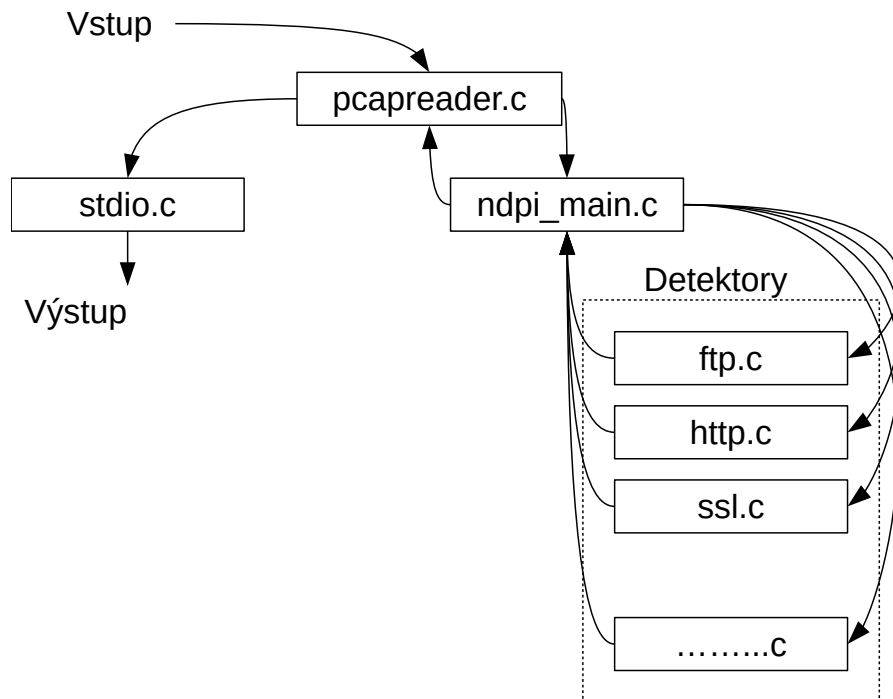 Vstup
pcapreader.c
stdio.c
ndpi_main.c
Výstup
Detektory
ftp.c
http.c
ssl.c
……...c